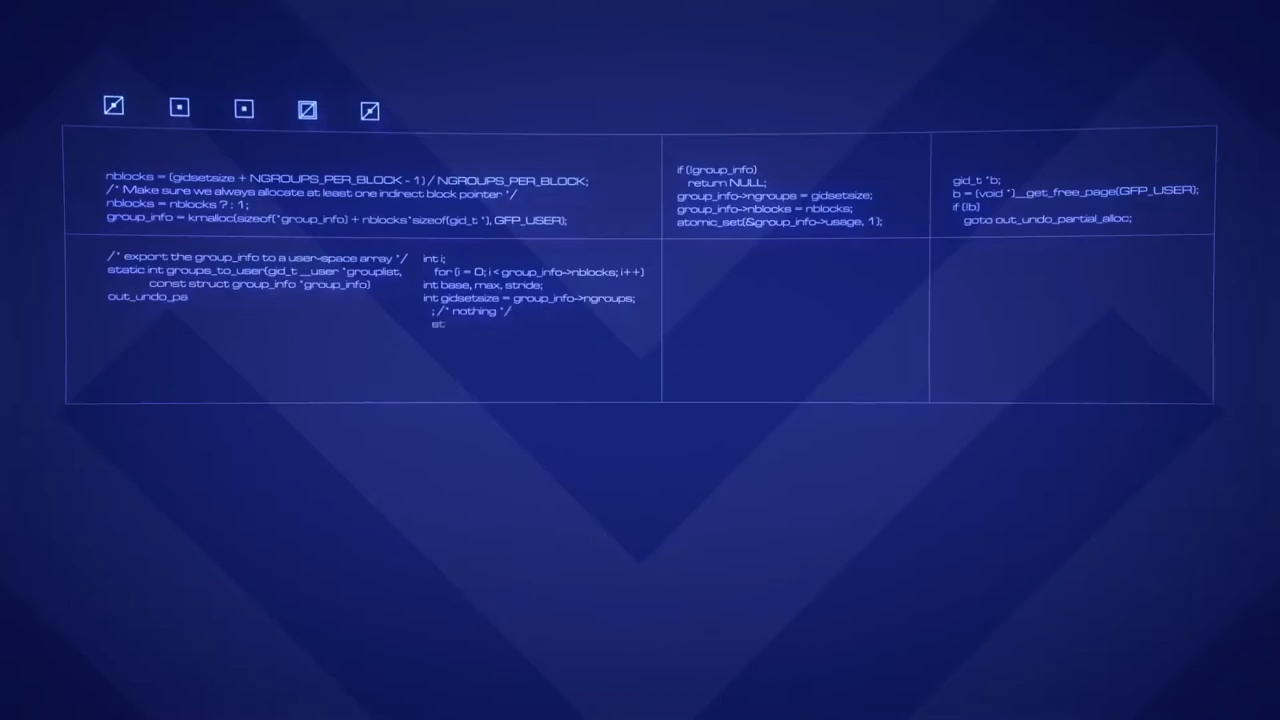 nblocks = (gidsetsize + NGROUPS_PER_BLOCK - 1) / NGROUPS_PER_BLOCK;
/* Make sure we always allocate at least one indirect block pointer */
nblocks = nblocks ? : 1;
group_info = kmalloc(sizeof(*group_info) + nblocks*sizeof(gid_t *), GFP_USER);
if (!group_info)
return NULL;
group_info->ngroups = gidsetsize;
group_info->nblocks = nblocks;
atomic_set(&group_info->usage, 1);
gid_t *b;
b = (void *)__get_free_page(GFP_USER);
if (!b)
goto out_undo_partial_alloc;
/* export the group_info to a user-space array */
static int groups_to_user(gid_t __user *grouplist,
const struct group_info *group_info)
out_undo_pa
int i;
for (i = 0; i < group_info->nblocks; i++)
int base, max, stride;
int gidsetsize = group_info->ngroups;
; /* nothing */
st